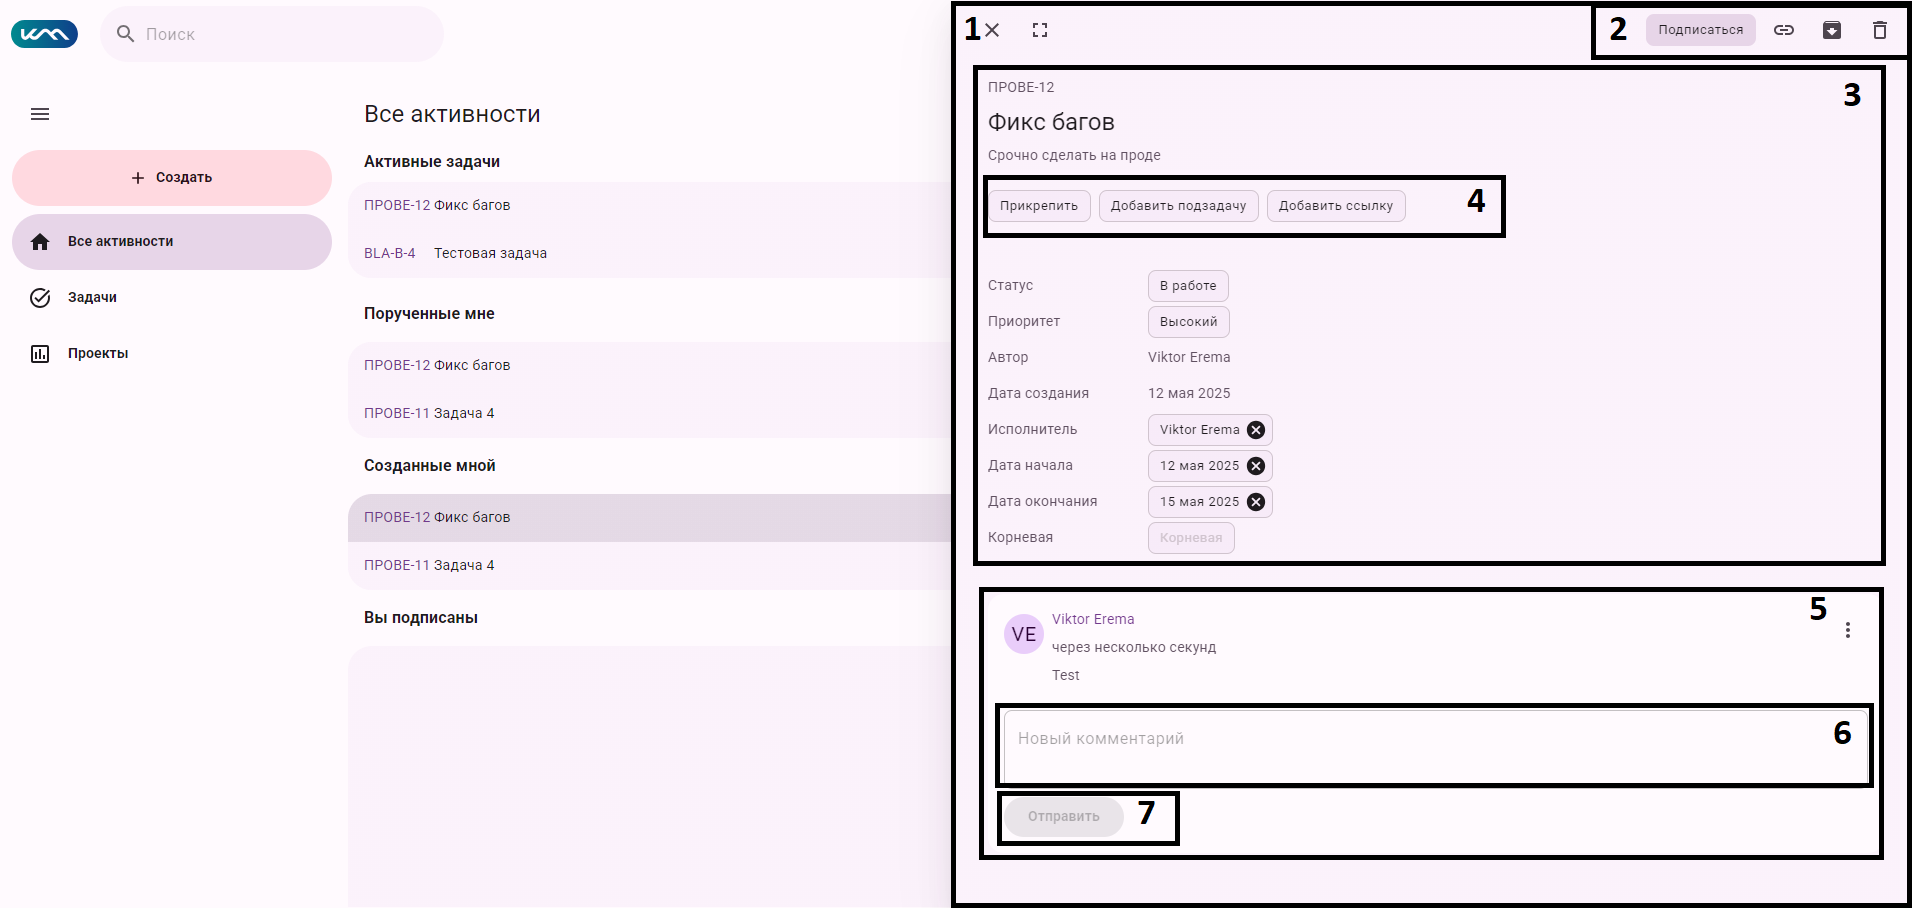 Поиск
Создать
Все активности
Задачи
Проекты
Все активности
Активные задачи
ПРОВЕ-12 Фикс багов
BLA-B-4 Тестовая задача
Порученные мне
ПРОВЕ-12 Фикс багов
ПРОВЕ-11 Задача 4
Созданные мной
ПРОВЕ-12 Фикс багов
ПРОВЕ-11 Задача 4
Вы подписаны
1
2 Подписаться
3
ПРОВЕ-12
Фикс багов
Срочно сделать на проде
Прикрепить Добавить подзадачу Добавить ссылку 4
Статус В работе
Приоритет Высокий
Автор Viktor Erema
Дата создания 12 мая 2025
Исполнитель Viktor Erema
Дата начала 12 мая 2025
Дата окончания 15 мая 2025
Корневая Корневая
5
VE Viktor Erema
через несколько секунд
Test
Новый комментарий 6
Отправить 7